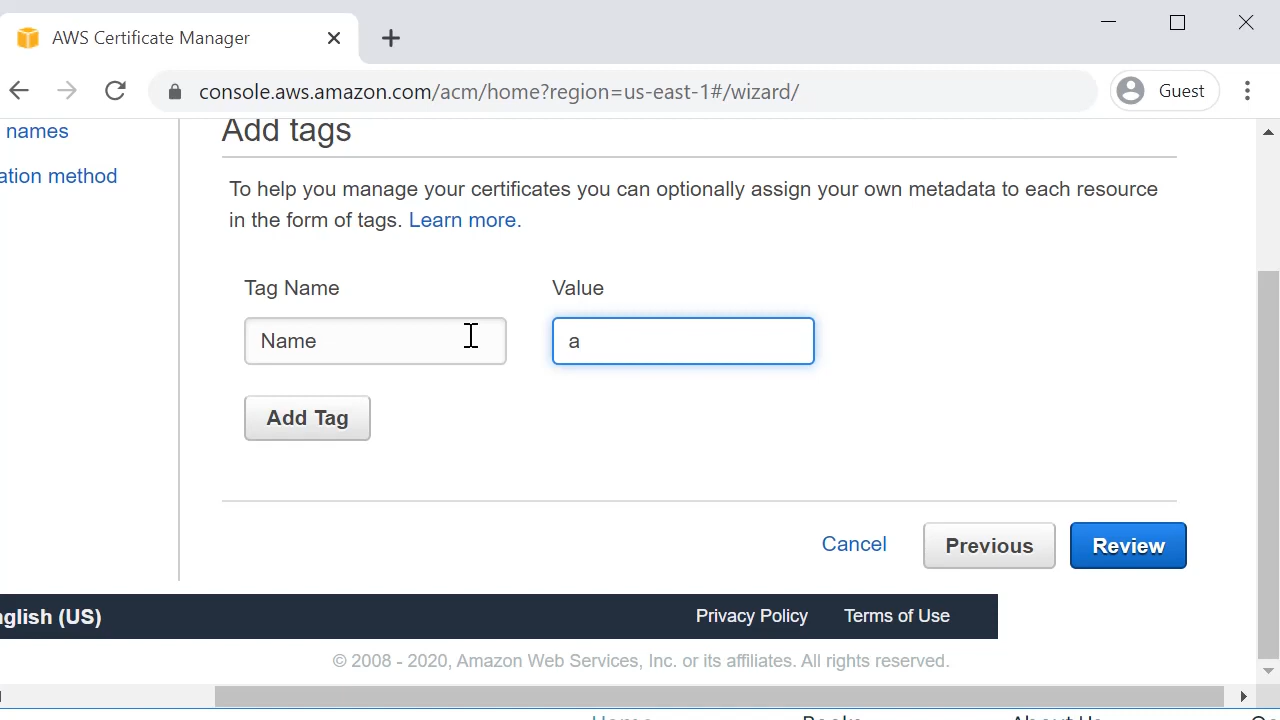 AWS Certificate Manager
console.aws.amazon.com/acm/home?region=us-east-1#/wizard/
Guest
names
ation method
Add tags
To help you manage your certificates you can optionally assign your own metadata to each resource
in the form of tags. Learn more.
Tag Name
Value
Name
a
Add Tag
Cancel
Previous
Review
nglish (US)
Privacy Policy
Terms of Use
© 2008 - 2020, Amazon Web Services, Inc. or its affiliates. All rights reserved.